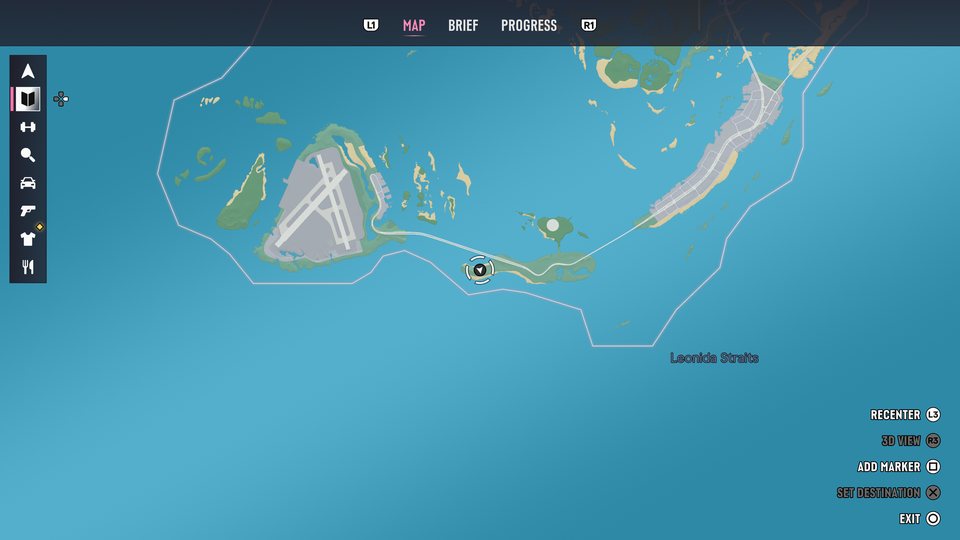 L1 MAP BRIEF PROGRESS R1
Leonida Straits
RECENTER L3
3D VIEW R3
ADD MARKER
SET DESTINATION
EXIT